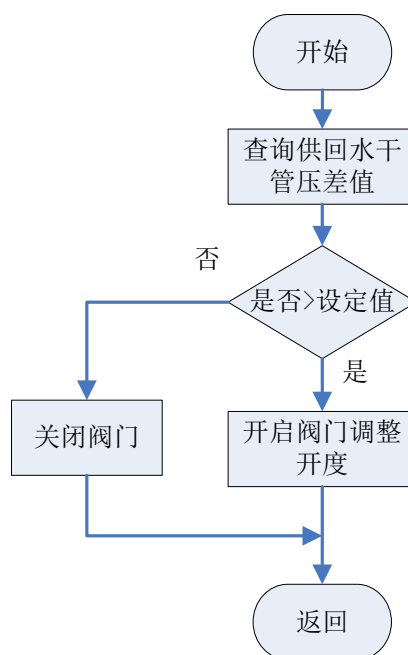 开始
查询供回水干
管压差值
否
是否>设定值
是
关闭阀门
开启阀门调整
开度
返回